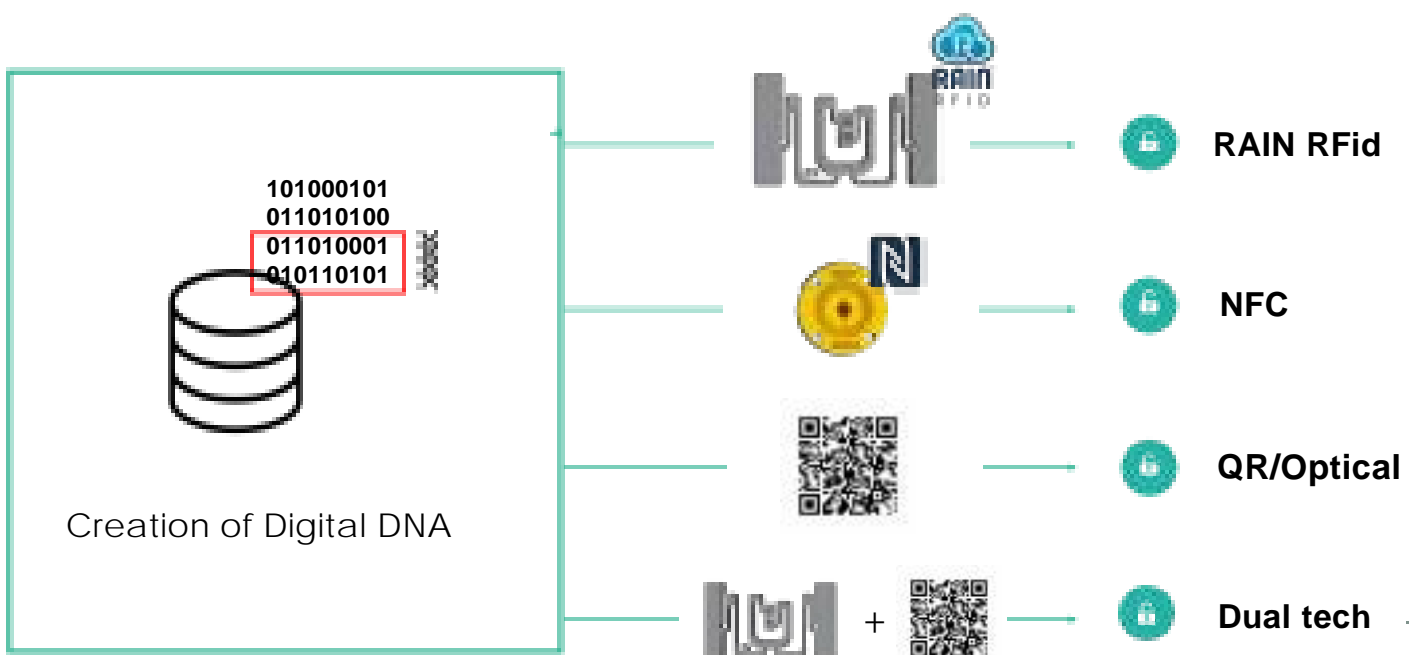 RAIN
RFID
RAIN RFid
101000101
011010100
011010001
010110101
NFC
QR/Optical
Creation of Digital DNA
+
Dual tech